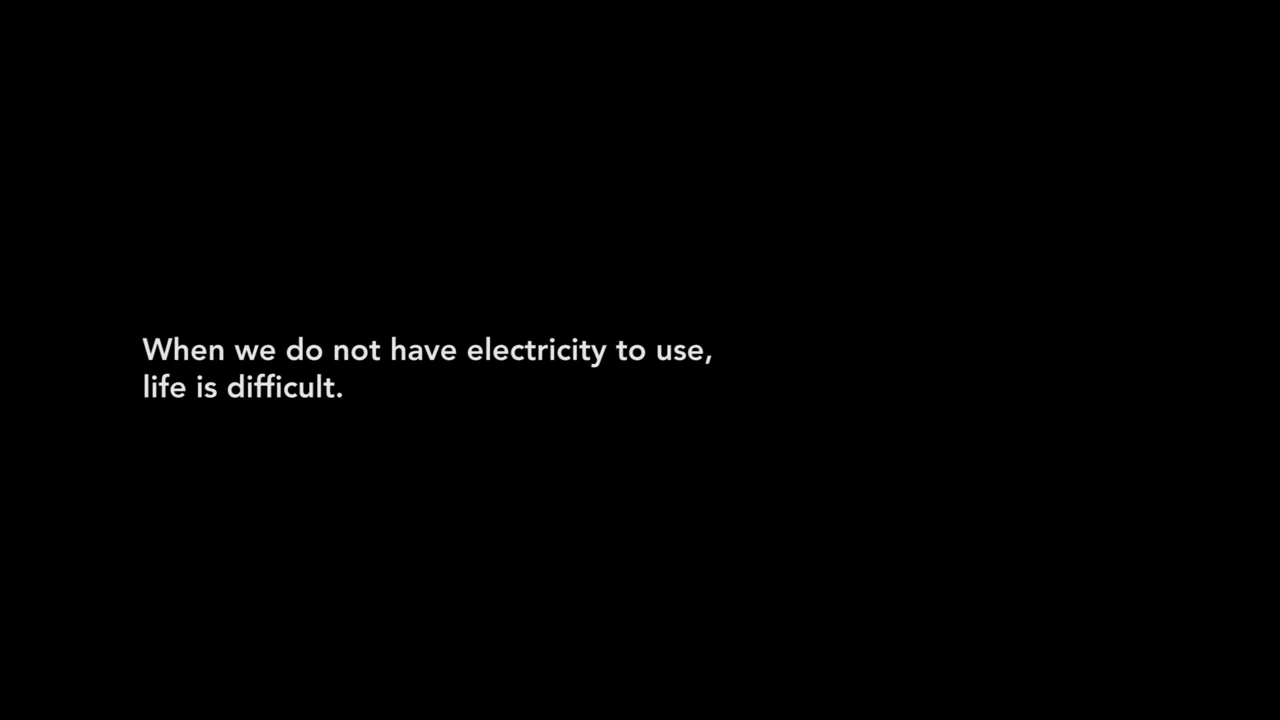 When we do not have electricity to use,
life is difficult.